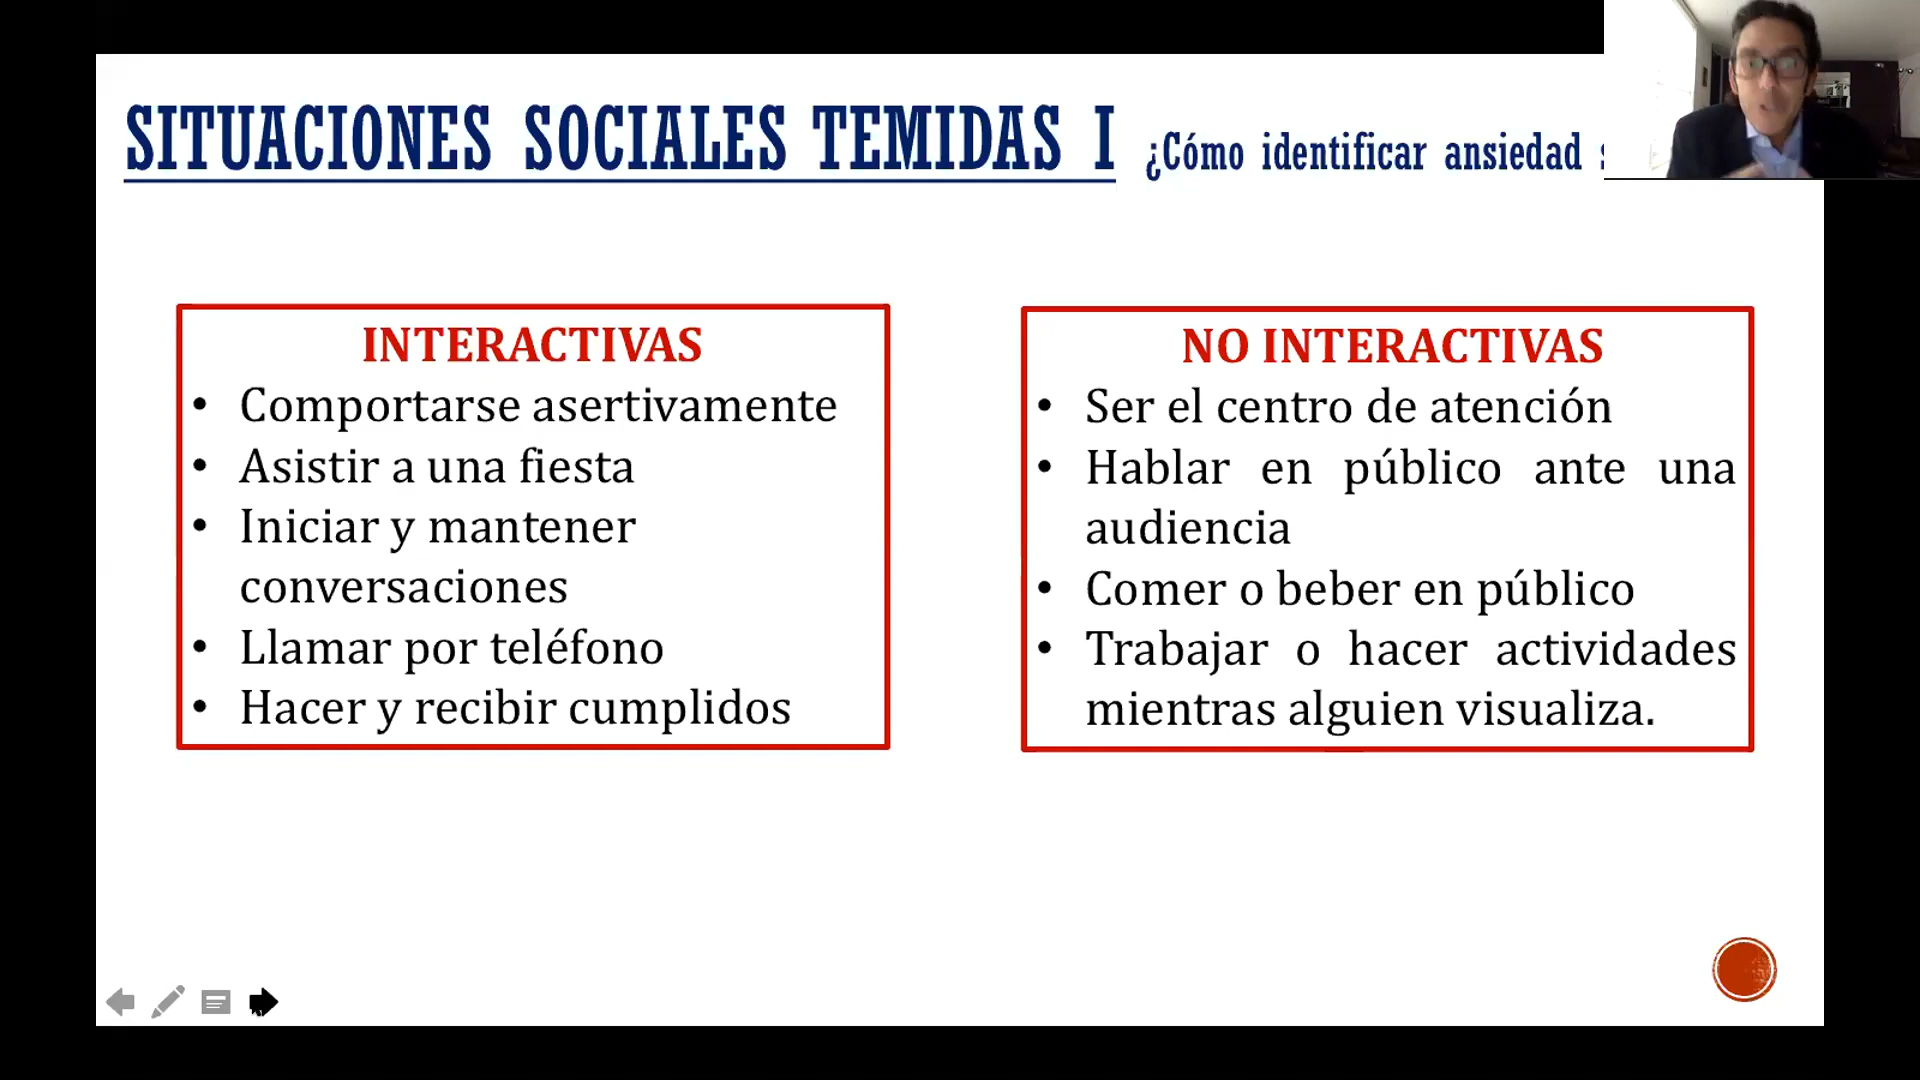 SITUACIONES SOCIALES TEMIDAS I ¿Cómo identificar ansiedad
INTERACTIVAS
• Comportarse asertivamente
• Asistir a una fiesta
• Iniciar y mantener
conversaciones
• Llamar por teléfono
• Hacer y recibir cumplidos
NO INTERACTIVAS
• Ser el centro de atención
• Hablar en público ante una
audiencia
• Comer o beber en público
• Trabajar o hacer actividades
mientras alguien visualiza.